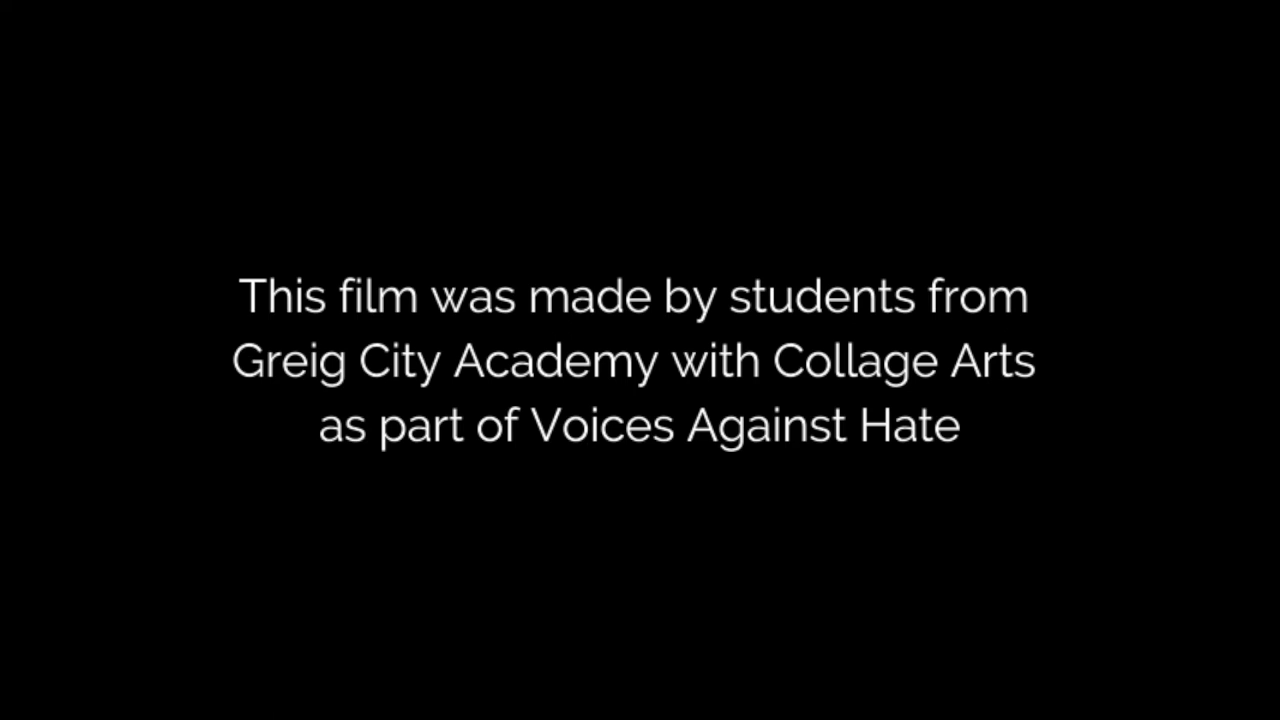 This film was made by students from
Greig City Academy with Collage Arts
as part of Voices Against Hate